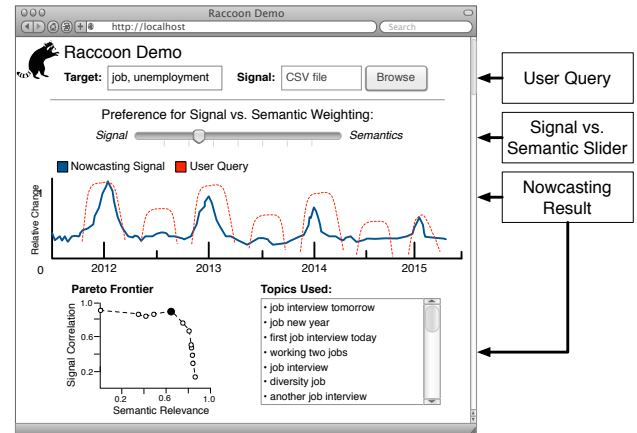 Raccoon Demo
http://localhost
Search
Raccoon Demo
Target: job, unemployment Signal: CSV file Browse
Preference for Signal vs. Semantic Weighting:
Signal Semantics
Nowcasting Signal User Query
Relative Change
1
0
2012 2013 2014 2015
Pareto Frontier
Signal Correlation
1.0
0.6
0.2
0.2 0.6 1.0
Semantic Relevance
Topics Used:
• job interview tomorrow
• job new year
• first job interview today
• working two jobs
• job interview
• diversity job
• another job interview
User Query
Signal vs.
Semantic Slider
Nowcasting
Result